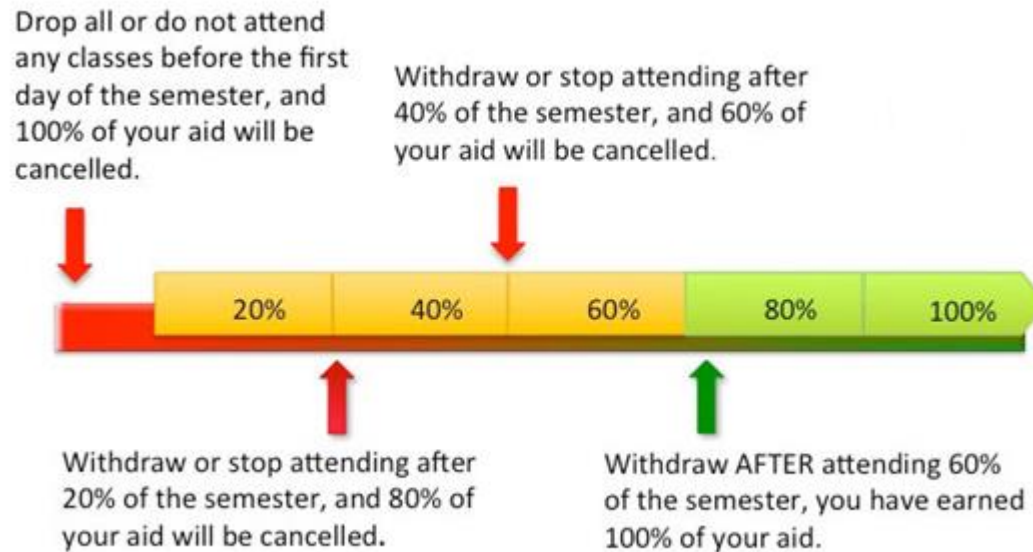 Drop all or do not attend
any classes before the first
day of the semester, and
100% of your aid will be
cancelled.
Withdraw or stop attending after
40% of the semester, and 60% of
your aid will be cancelled.
20%
40%
60%
80%
100%
Withdraw or stop attending after
20% of the semester, and 80% of
your aid will be cancelled.
Withdraw AFTER attending 60%
of the semester, you have earned
100% of your aid.